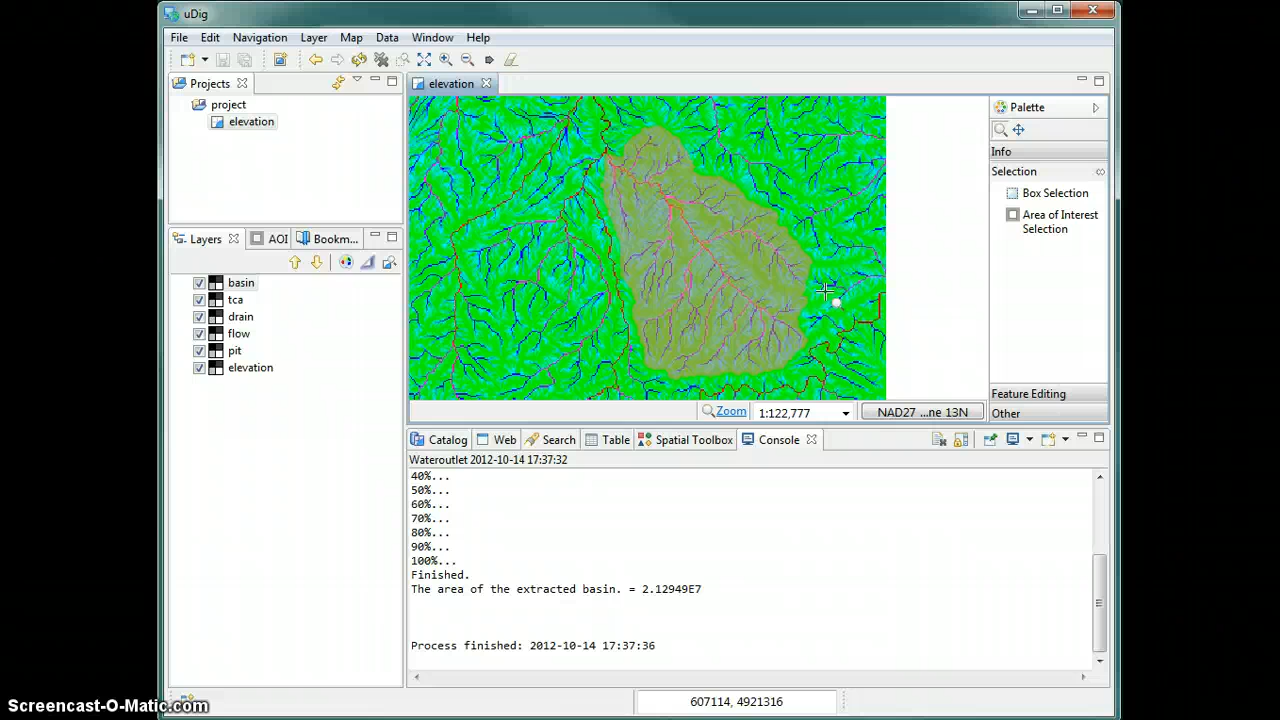 uDig
File Edit Navigation Layer Map Data Window Help
Projects
project
elevation
Layers AOI Bookm...
basin
tca
drain
flow
pit
elevation
elevation
Zoom 1:122,777 NAD27 ...ne 13N
Palette
Info
Selection
Box Selection
Area of Interest
Selection
Feature Editing
Other
Catalog Web Search Table Spatial Toolbox Console
Wateroutlet 2012-10-14 17:37:32
40%...
50%...
60%...
70%...
80%...
90%...
100%...
Finished.
The area of the extracted basin. = 2.12949E7
Process finished: 2012-10-14 17:37:36
607114, 4921316
Screencast-O-Matic.com